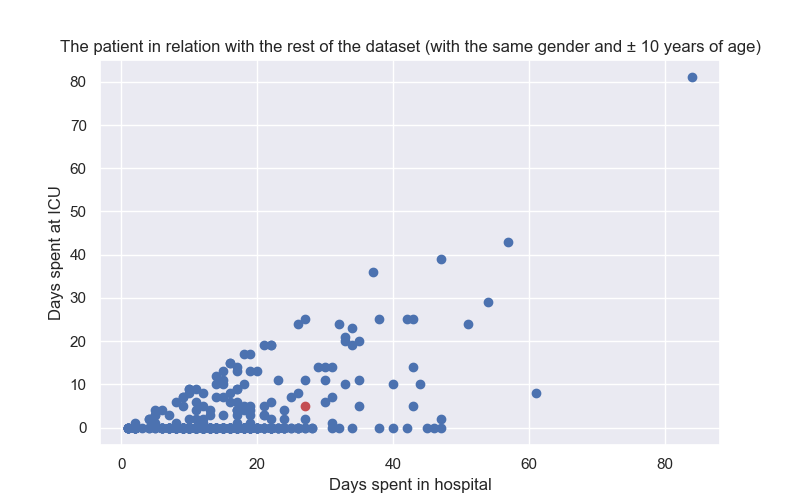 The patient in relation with the rest of the dataset (with the same gender and ± 10 years of age)
80
70
60
50
40
30
20
10
0
Days spent at ICU
0 20 40 60 80
Days spent in hospital